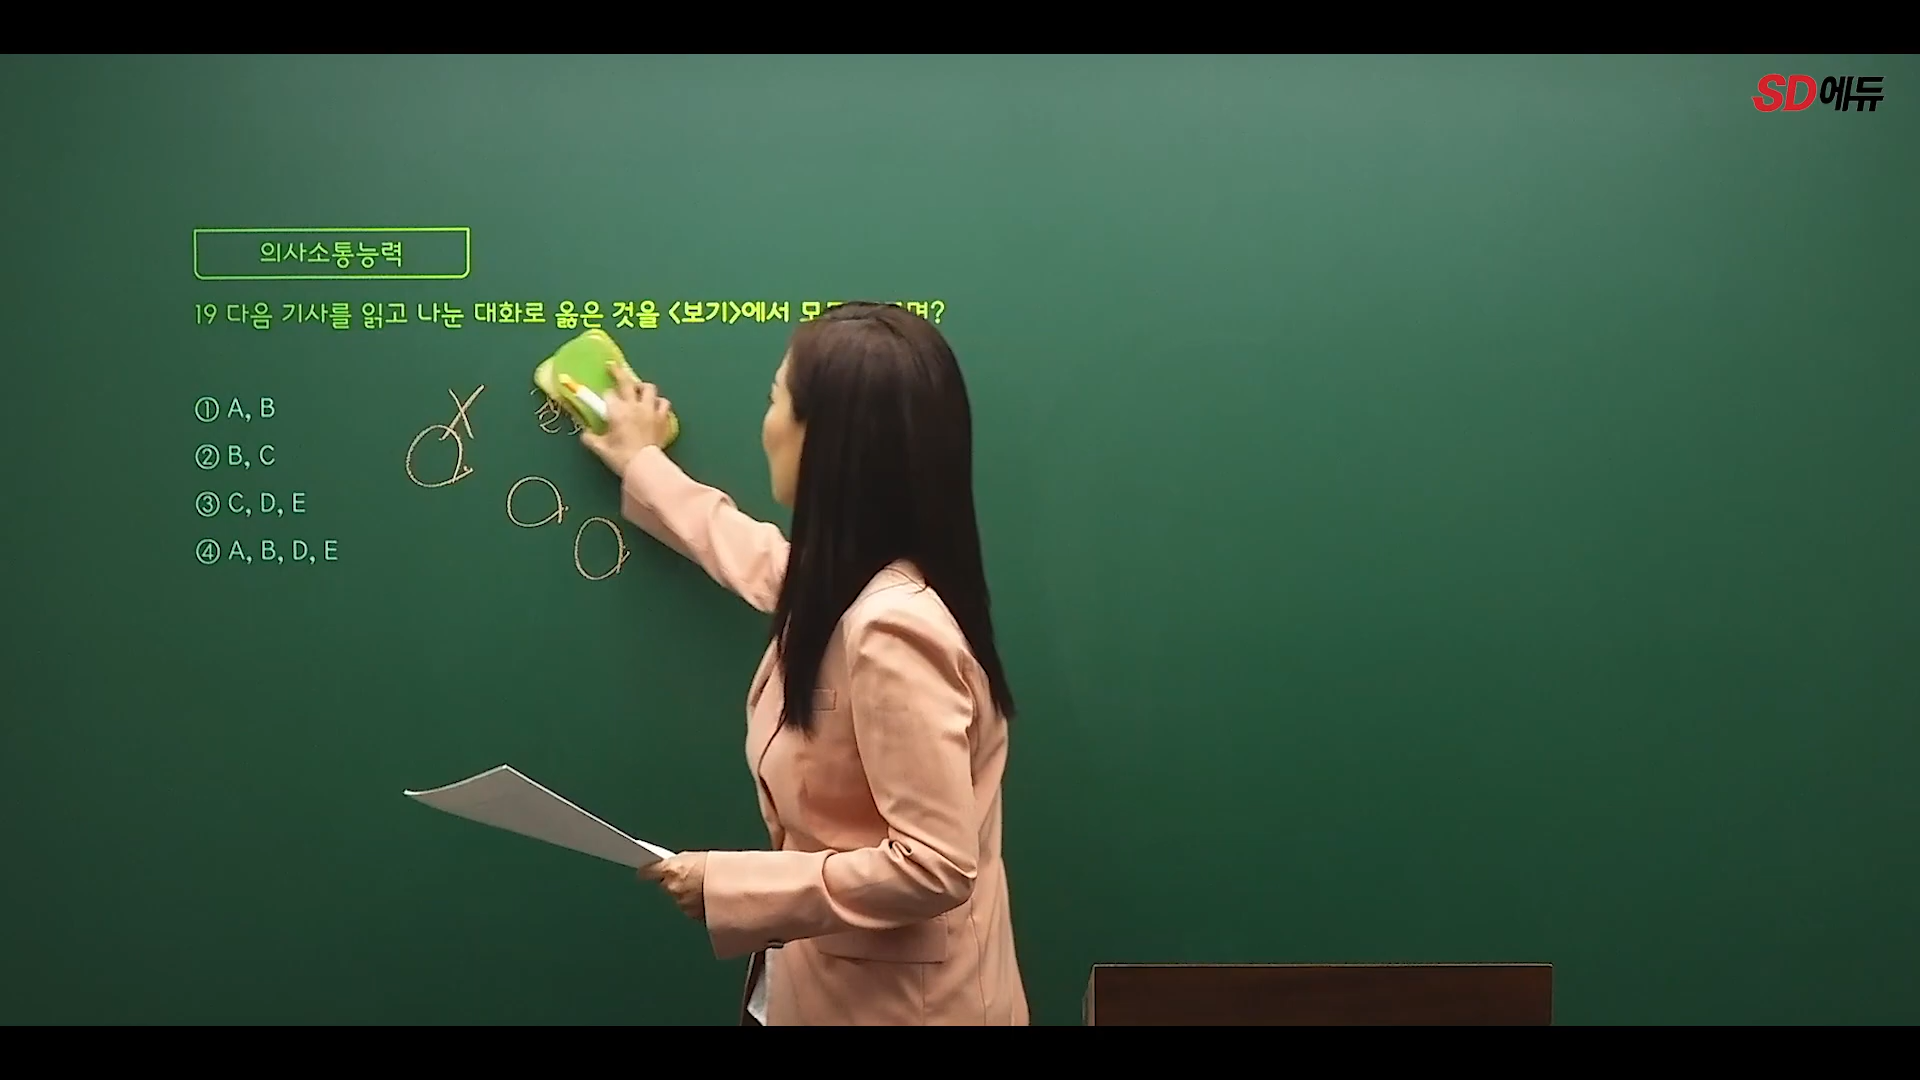 SD에듀
의사소통능력
19 다음 기사를 읽고 나눈 대화로 옳은 것을 <보기>에서
① A, B
② B, C
③ C, D, E
④ A, B, D, E